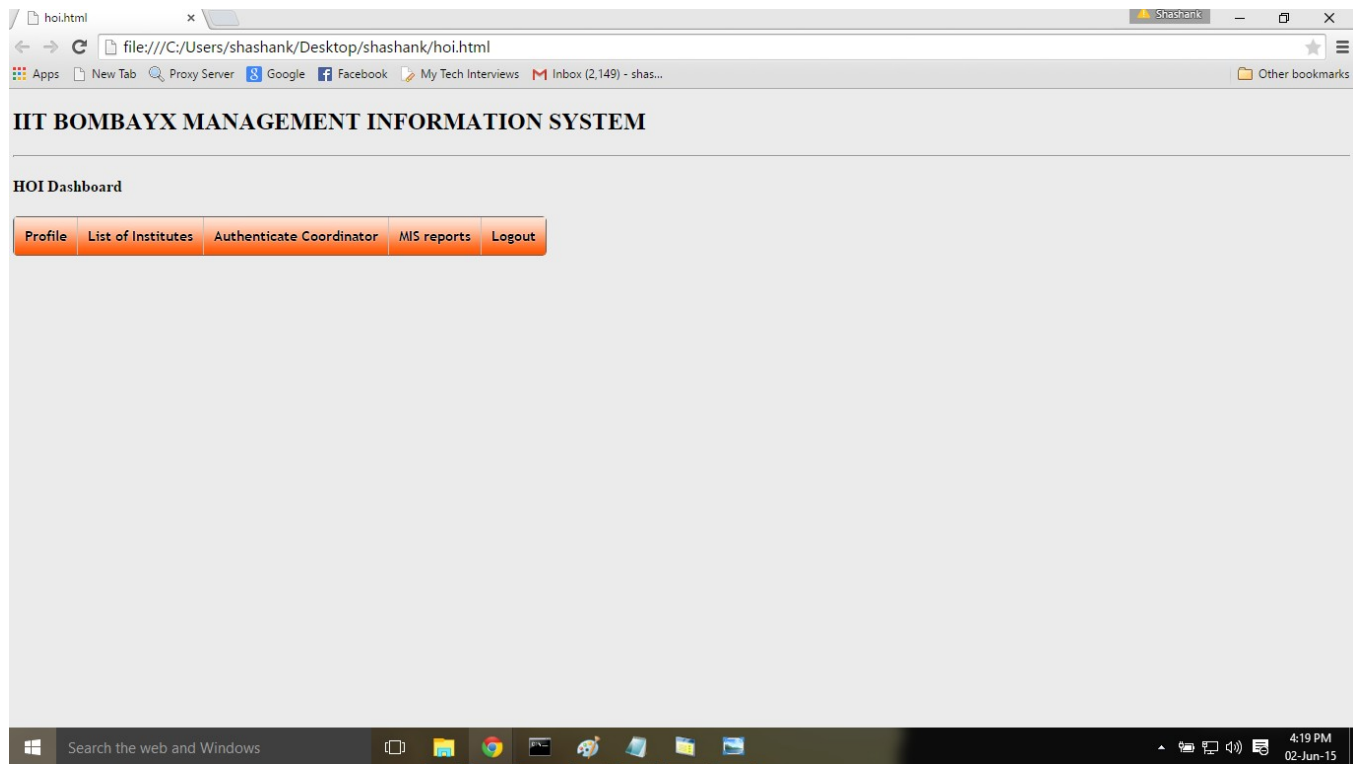 hoi.html
Shashank
file:///C:/Users/shashank/Desktop/shashank/hoi.html
Apps New Tab Proxy Server Google Facebook My Tech Interviews Inbox (2,149) - shas... Other bookmarks
IIT BOMBAYX MANAGEMENT INFORMATION SYSTEM
HOI Dashboard
Profile List of Institutes Authenticate Coordinator MIS reports Logout
Search the web and Windows
4:19 PM
02-Jun-15